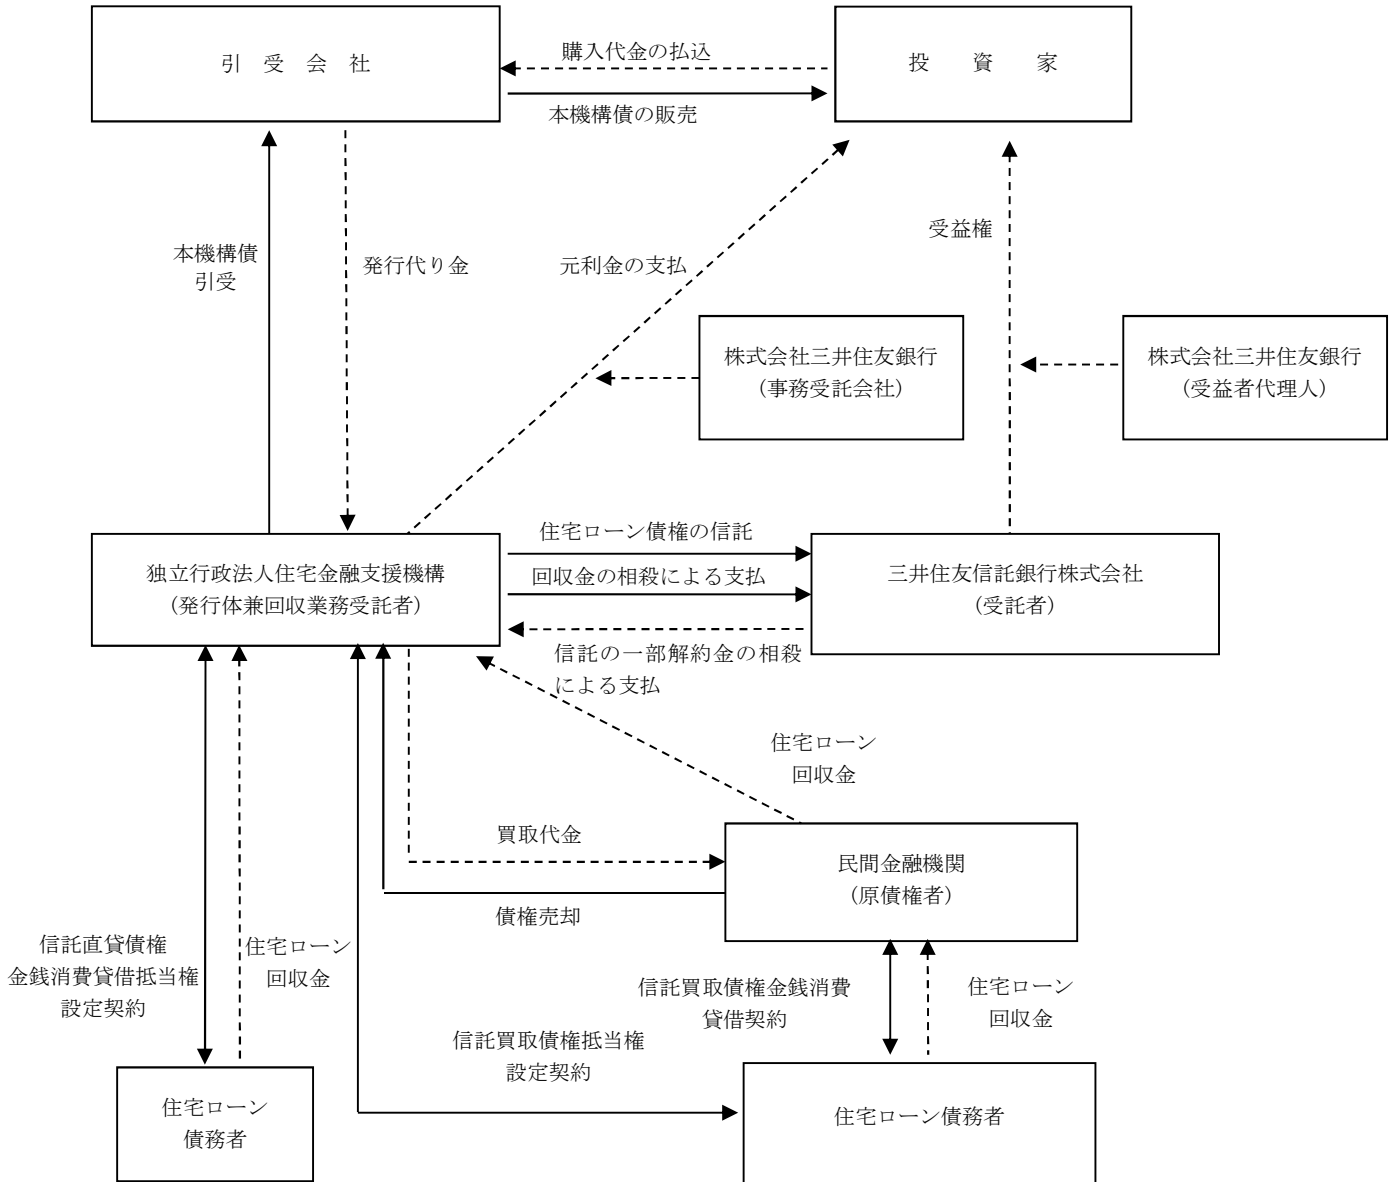 引　受　会　社
購入代金の払込
投　資　家
本機構債の販売
本機構債
引受
発行代り金
元利金の支払
受益権
株式会社三井住友銀行
（事務受託会社）
株式会社三井住友銀行
（受益者代理人）
独立行政法人住宅金融支援機構
（発行体兼回収業務受託者）
住宅ローン債権の信託
回収金の相殺による支払
三井住友信託銀行株式会社
（受託者）
信託の一部解約金の相殺
による支払
住宅ローン
回収金
買取代金
民間金融機関
（原債権者）
債権売却
信託直貸債権
金銭消費貸借抵当権
設定契約
住宅ローン
回収金
信託買取債権金銭消費
貸借契約
住宅ローン
回収金
信託買取債権抵当権
設定契約
住宅ローン
債務者
住宅ローン債務者